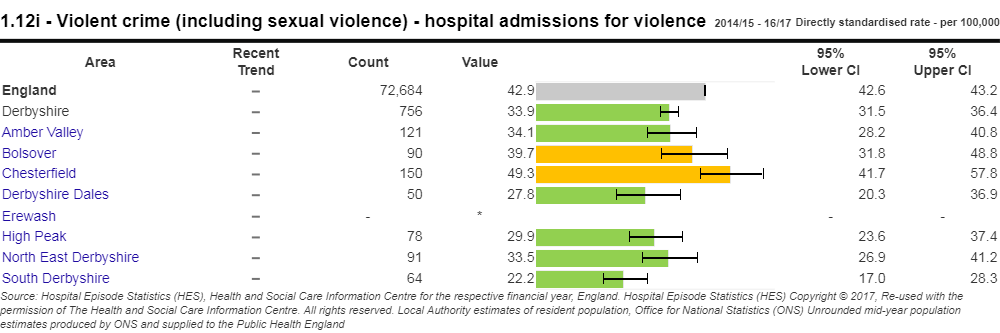 1.12i - Violent crime (including sexual violence) - hospital admissions for violence 2014/15 - 16/17 Directly standardised rate - per 100,000
Area Recent Trend Count Value 95% Lower CI 95% Upper CI
England – 72,684 42.9 42.6 43.2
Derbyshire – 756 33.9 31.5 36.4
Amber Valley – 121 34.1 28.2 40.8
Bolsover – 90 39.7 31.8 48.8
Chesterfield – 150 49.3 41.7 57.8
Derbyshire Dales – 50 27.8 20.3 36.9
Erewash – - * - -
High Peak – 78 29.9 23.6 37.4
North East Derbyshire – 91 33.5 26.9 41.2
South Derbyshire – 64 22.2 17.0 28.3
Source: Hospital Episode Statistics (HES), Health and Social Care Information Centre for the respective financial year, England. Hospital Episode Statistics (HES) Copyright © 2017, Re-used with the
permission of The Health and Social Care Information Centre. All rights reserved. Local Authority estimates of resident population, Office for National Statistics (ONS) Unrounded mid-year population
estimates produced by ONS and supplied to the Public Health England